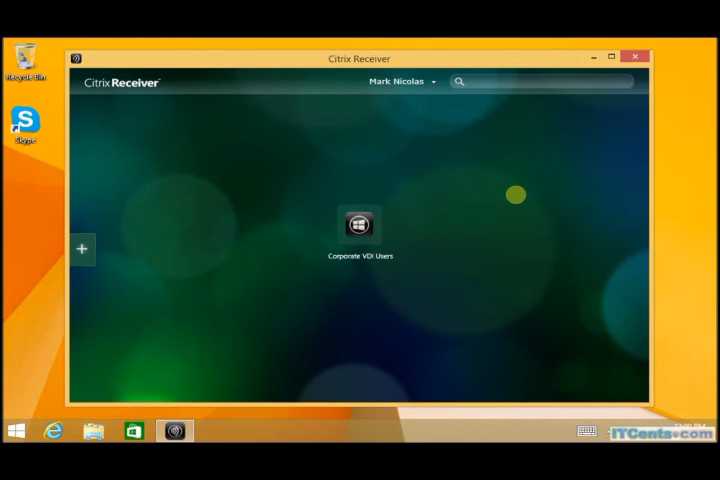 Recycle Bin
Skype
Citrix Receiver
Citrix Receiver
Mark Nicolas
Corporate VDI Users
ITCents.com